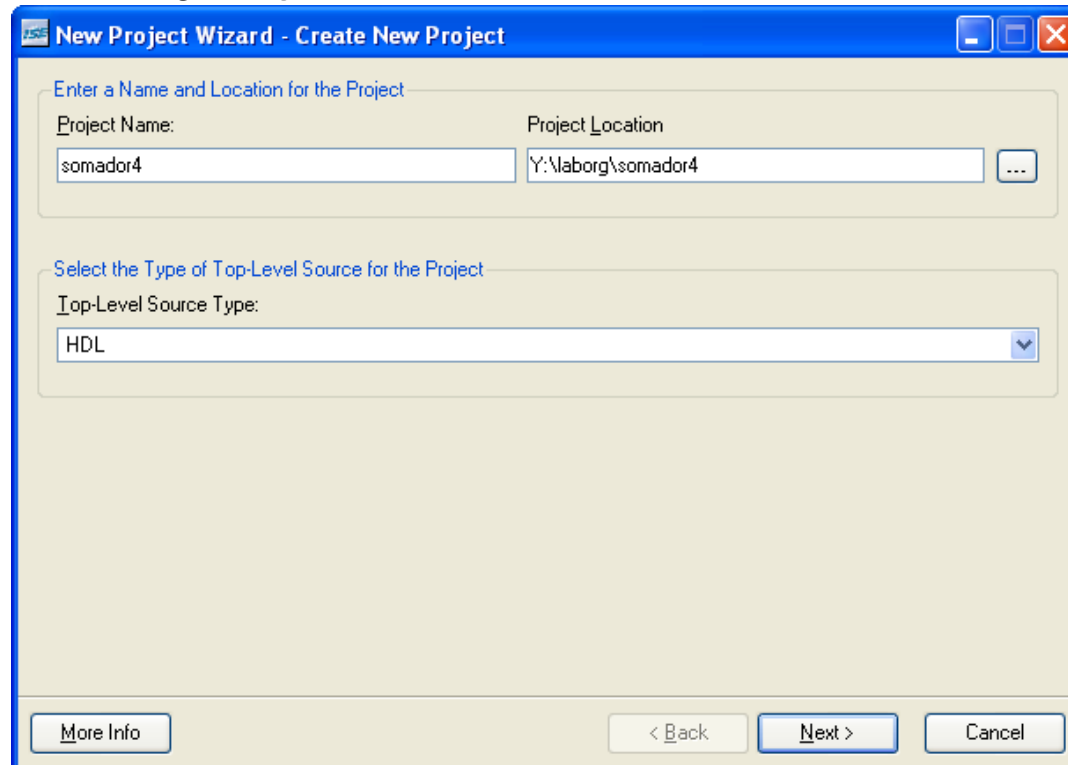 ISE New Project Wizard - Create New Project
Enter a Name and Location for the Project
Project Name: Project Location
somador4 Y:\laborg\somador4 ...
Select the Type of Top-Level Source for the Project
Top-Level Source Type:
HDL
More Info < Back Next > Cancel